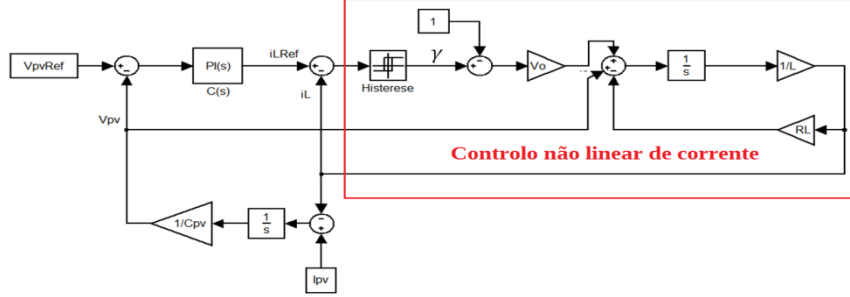 VpvRef
PI(s)
C(s)
iLRef
iL
Histerese
γ
1
Vo
1
s
1/L
RL
Vpv
Controlo não linear de corrente
1/Cpv
1
s
Ipv